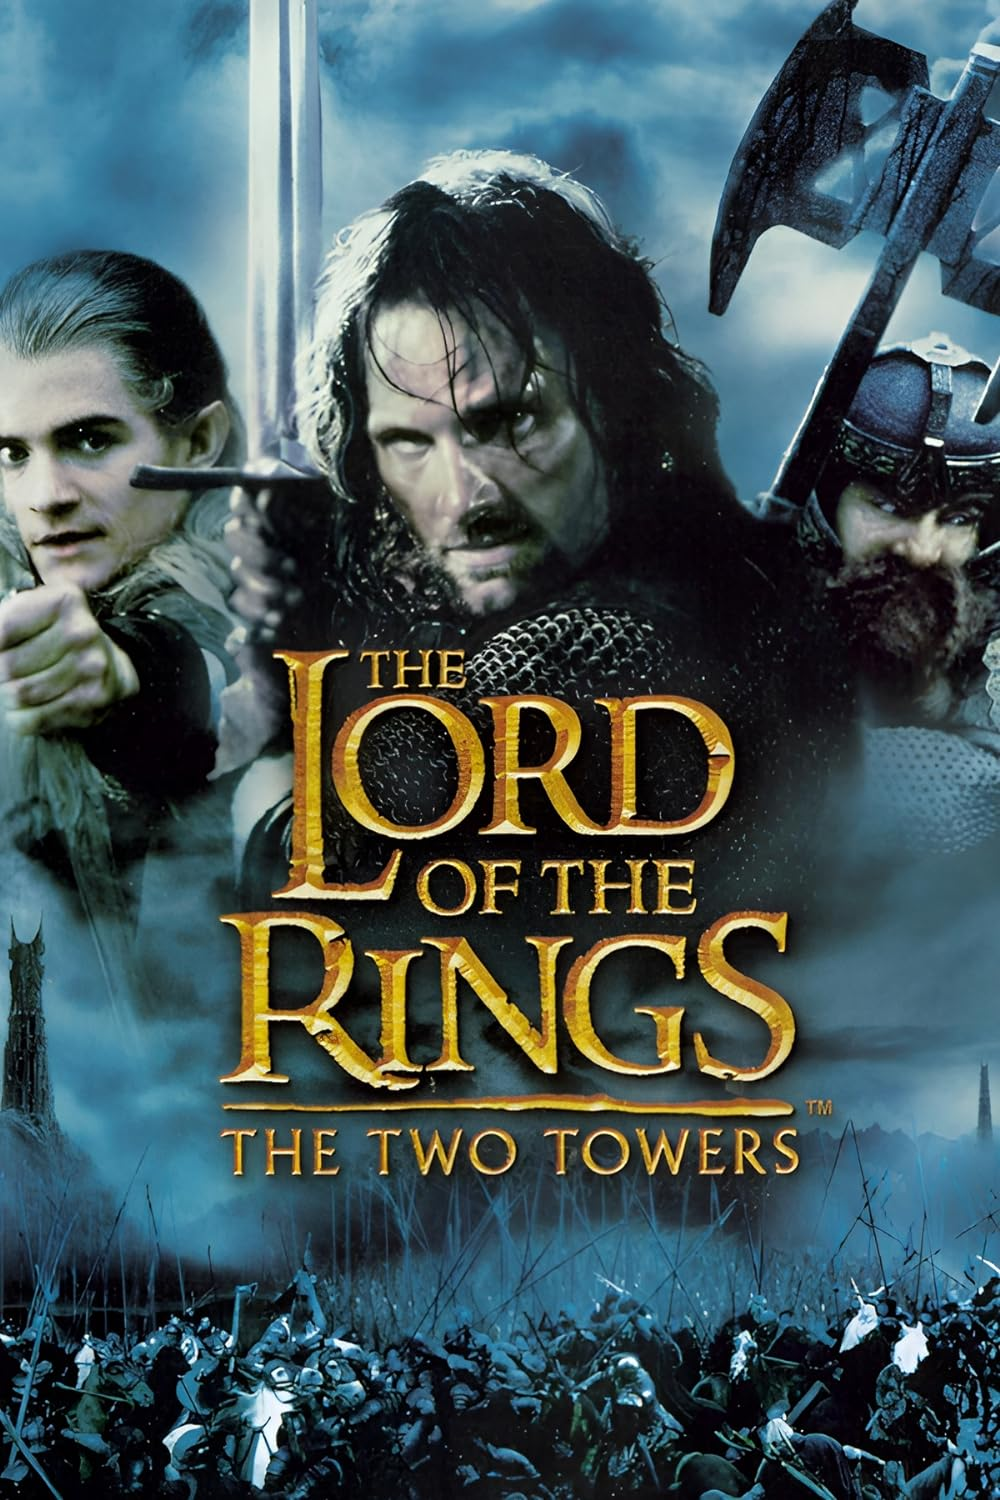 THE
LORD
OF THE
RINGS
TM
THE TWO TOWERS